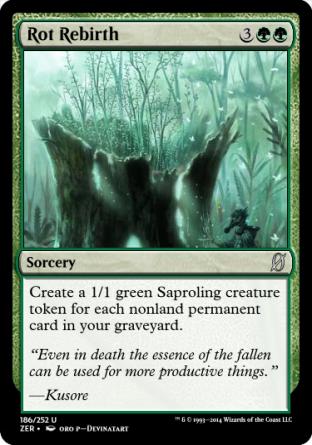 Rot Rebirth 3
Sorcery
Create a 1/1 green Saproling creature
token for each nonland permanent
card in your graveyard.
“Even in death the essence of the fallen
can be used for more productive things.”
—Kusore
186/252 U
ZER • ORO P—DEVINATART
™ & © 1993–2014 Wizards of the Coast LLC